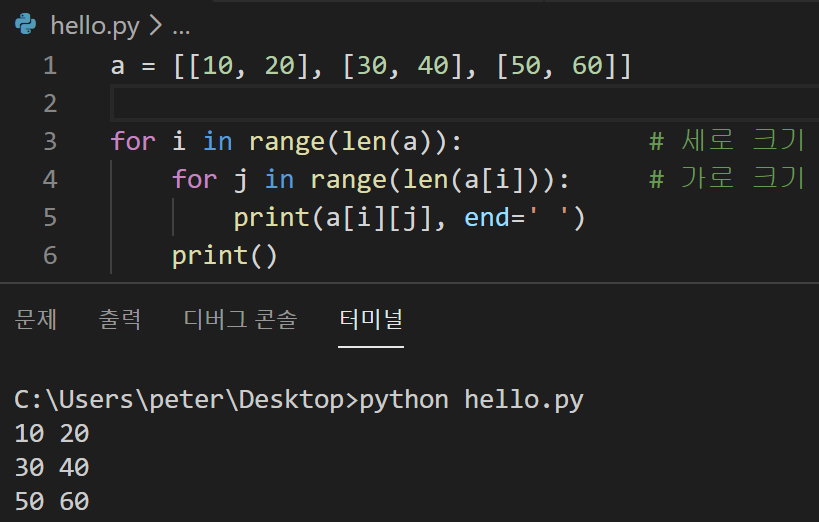 hello.py > ...
1 a = [[10, 20], [30, 40], [50, 60]]
2
3 for i in range(len(a)):            # 세로 크기
4     for j in range(len(a[i])):     # 가로 크기
5         print(a[i][j], end=' ')
6     print()
문제 출력 디버그 콘솔 터미널
C:\Users\peter\Desktop>python hello.py
10 20
30 40
50 60